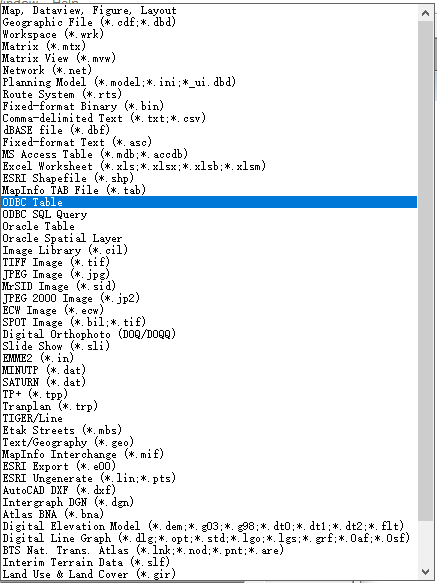 Map, Dataview, Figure, Layout
Geographic File (*.cdf;*.dbd)
Workspace (*.wrk)
Matrix (*.mtx)
Matrix View (*.mvw)
Network (*.net)
Planning Model (*.model;*.ini;*_ui.dbd)
Route System (*.rts)
Fixed-format Binary (*.bin)
Comma-delimited Text (*.txt;*.csv)
dBASE file (*.dbf)
Fixed-format Text (*.asc)
MS Access Table (*.mdb;*.accdb)
Excel Worksheet (*.xls;*.xlsx;*.xlsb;*.xlsm)
ESRI Shapefile (*.shp)
MapInfo TAB File (*.tab)
ODBC Table
ODBC SQL Query
Oracle Table
Oracle Spatial Layer
Image Library (*.cil)
TIFF Image (*.tif)
JPEG Image (*.jpg)
MrSID Image (*.sid)
JPEG 2000 Image (*.jp2)
ECW Image (*.ecw)
SPOT Image (*.bil;*.tif)
Digital Orthophoto (DOQ/DOQQ)
Slide Show (*.sli)
EMME2 (*.in)
MINUTP (*.dat)
SATURN (*.dat)
TP+ (*.tpp)
Tranplan (*.trp)
TIGER/Line
Etak Streets (*.mbs)
Text/Geography (*.geo)
MapInfo Interchange (*.mif)
ESRI Export (*.e00)
ESRI Ungenerate (*.lin;*.pts)
AutoCAD DXF (*.dxf)
Intergraph DGN (*.dgn)
Atlas BNA (*.bna)
Digital Elevation Model (*.dem;*.g03;*.g98;*.dt0;*.dt1;*.dt2;*.flt)
Digital Line Graph (*.dlg;*.opt;*.std;*.lgo;*.lgs;*.grf;*.0af;*.0sf)
BTS Nat. Trans. Atlas (*.lnk;*.nod;*.pnt;*.are)
Interim Terrain Data (*.slf)
Land Use & Land Cover (*.gir)